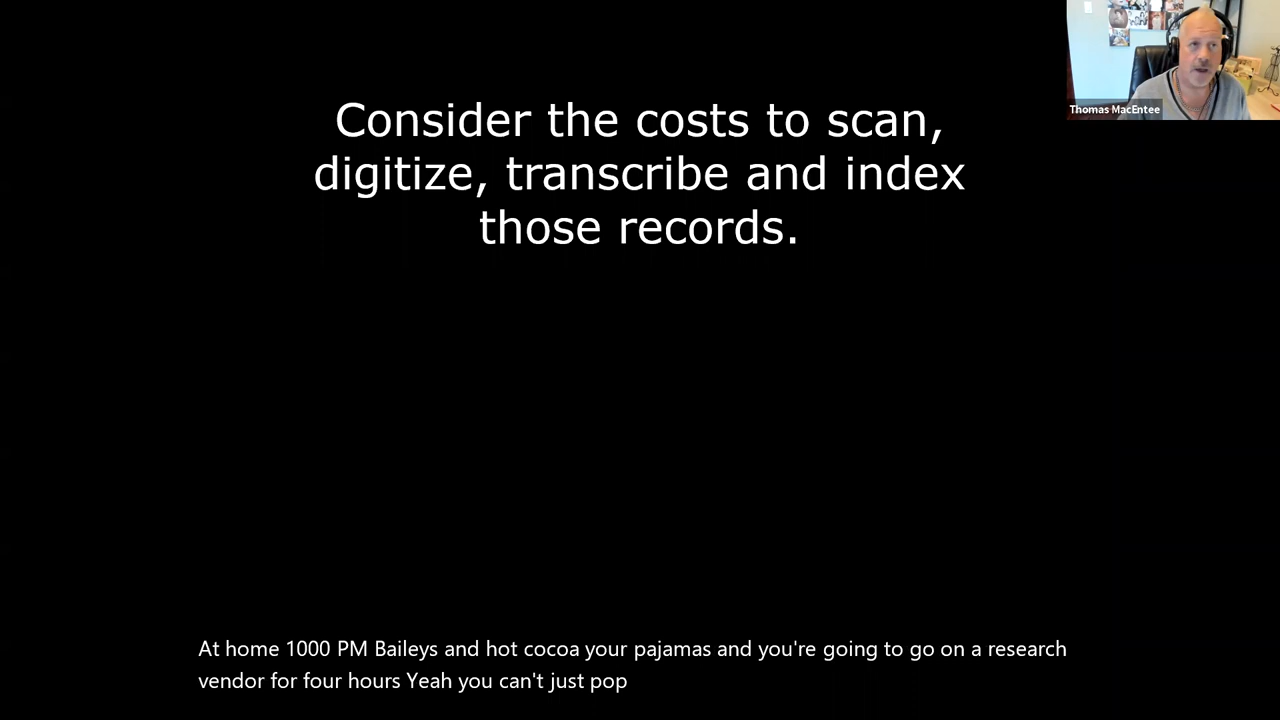 Consider the costs to scan,
digitize, transcribe and index
those records.
Thomas MacEntee
At home 1000 PM Baileys and hot cocoa your pajamas and you're going to go on a research
vendor for four hours Yeah you can't just pop